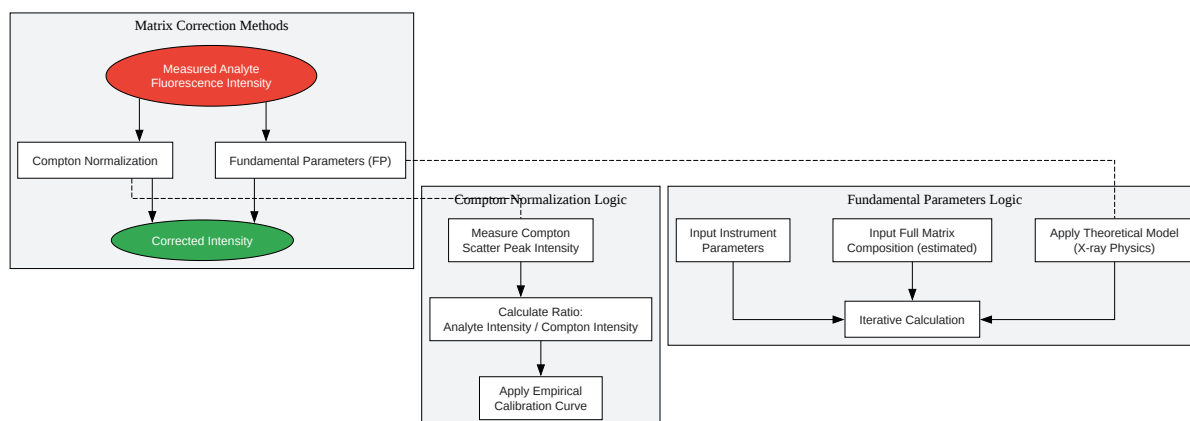 Matrix Correction Methods
Measured Analyte
Fluorescence Intensity
Compton Normalization
Fundamental Parameters (FP)
Corrected Intensity
Compton Normalization Logic
Measure Compton
Scatter Peak Intensity
Calculate Ratio:
Analyte Intensity / Compton Intensity
Apply Empirical
Calibration Curve
Fundamental Parameters Logic
Input Instrument
Parameters
Input Full Matrix
Composition (estimated)
Apply Theoretical Model
(X-ray Physics)
Iterative Calculation